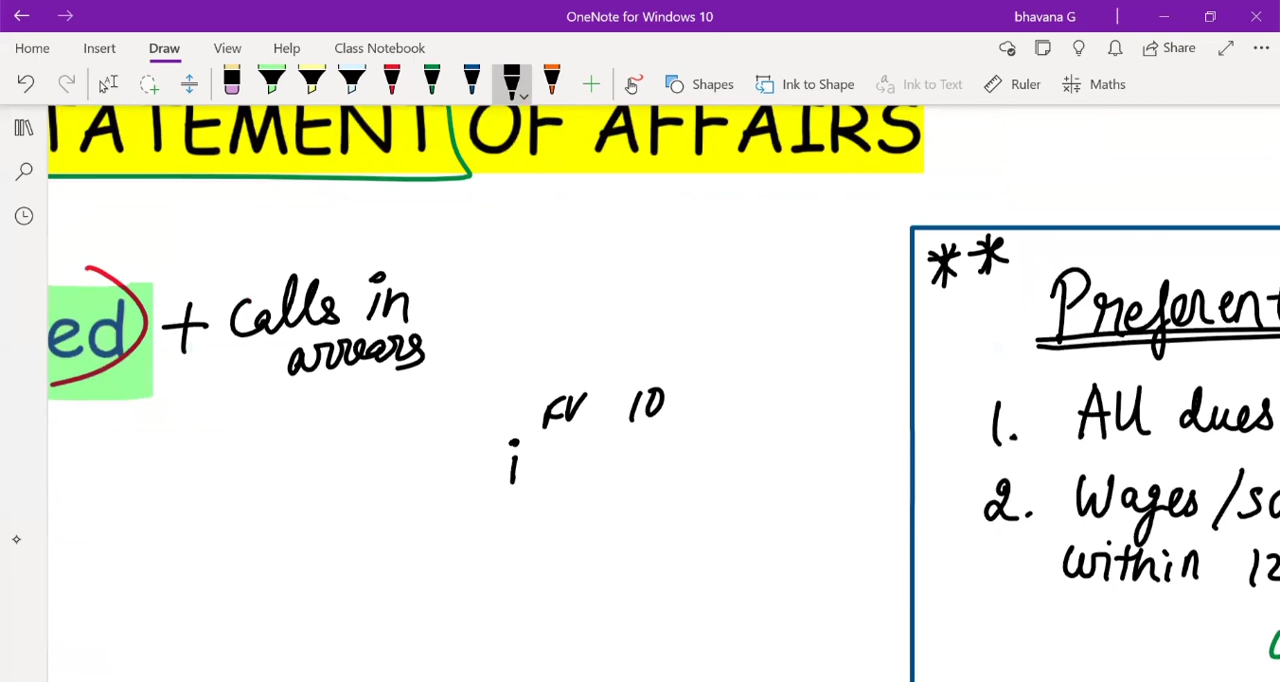 OneNote for Windows 10
bhavana G
Home Insert Draw View Help Class Notebook
Share
Shapes Ink to Shape Ink to Text Ruler Maths
TATEMENT OF AFFAIRS
ed + Calls in
arrears
FV 10
i
**
Preferent
1. All dues
2. Wages/sa
within 12